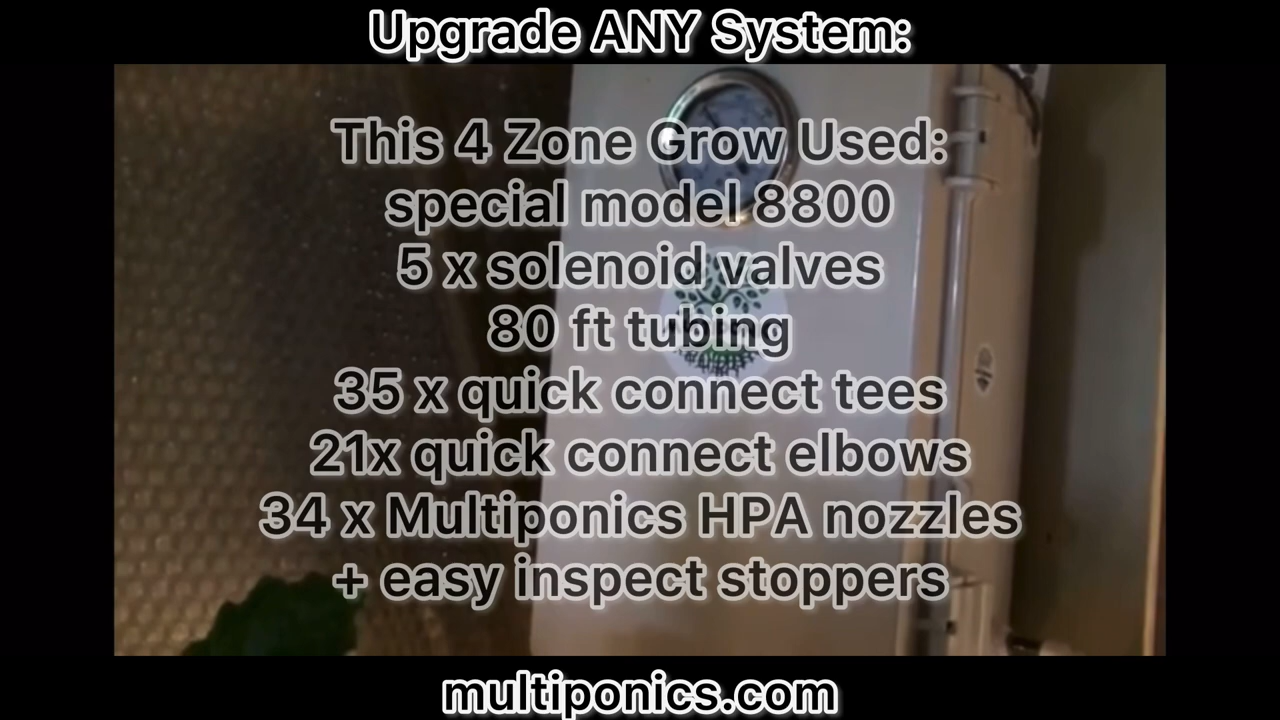 Upgrade ANY System:
This 4 Zone Grow Used:
special model 8800
5 x solenoid valves
80 ft tubing
35 x quick connect tees
21x quick connect elbows
34 x Multiponics HPA nozzles
+ easy inspect stoppers
multiponics.com